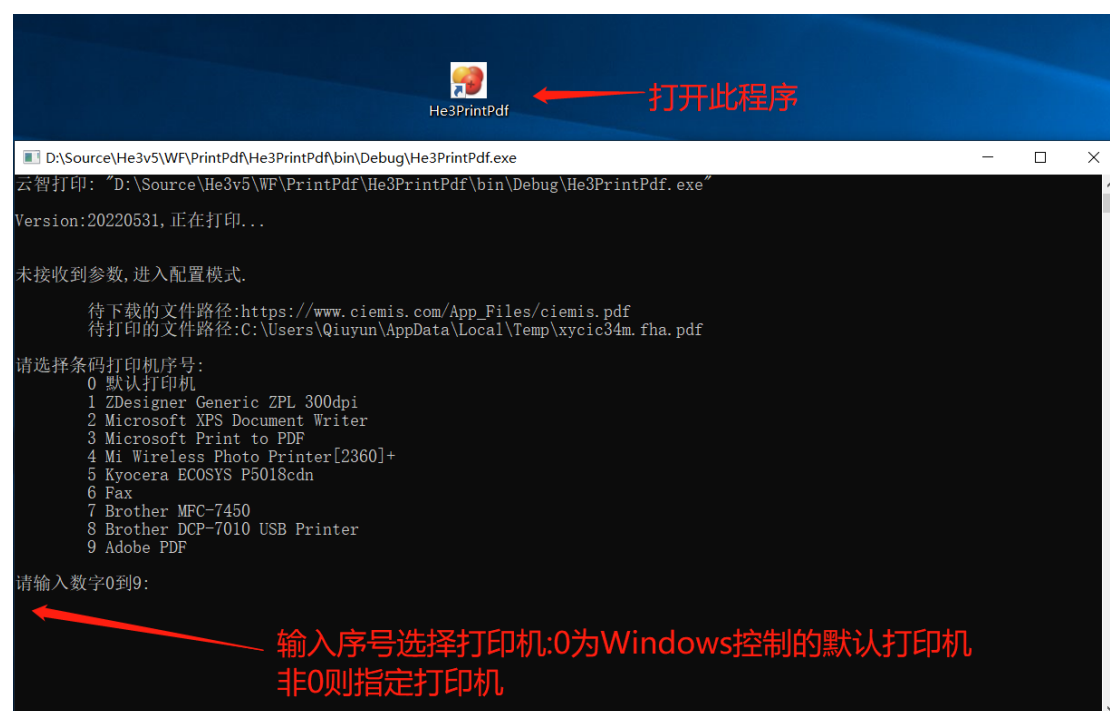 He3PrintPdf
打开此程序
D:\Source\He3v5\WF\PrintPdf\He3PrintPdf\bin\Debug\He3PrintPdf.exe
云智打印: "D:\Source\He3v5\WF\PrintPdf\He3PrintPdf\bin\Debug\He3PrintPdf.exe"
Version:20220531,正在打印...
未接收到参数,进入配置模式.
待下载的文件路径:https://www.ciemis.com/App_Files/ciemis.pdf
待打印的文件路径:C:\Users\Qiuyun\AppData\Local\Temp\xycic34m.fha.pdf
请选择条码打印机序号:
0 默认打印机
1 ZDesigner Generic ZPL 300dpi
2 Microsoft XPS Document Writer
3 Microsoft Print to PDF
4 Mi Wireless Photo Printer[2360]+
5 Kyocera ECOSYS P5018cdn
6 Fax
7 Brother MFC-7450
8 Brother DCP-7010 USB Printer
9 Adobe PDF
请输入数字0到9:
输入序号选择打印机:0为Windows控制的默认打印机
非0则指定打印机